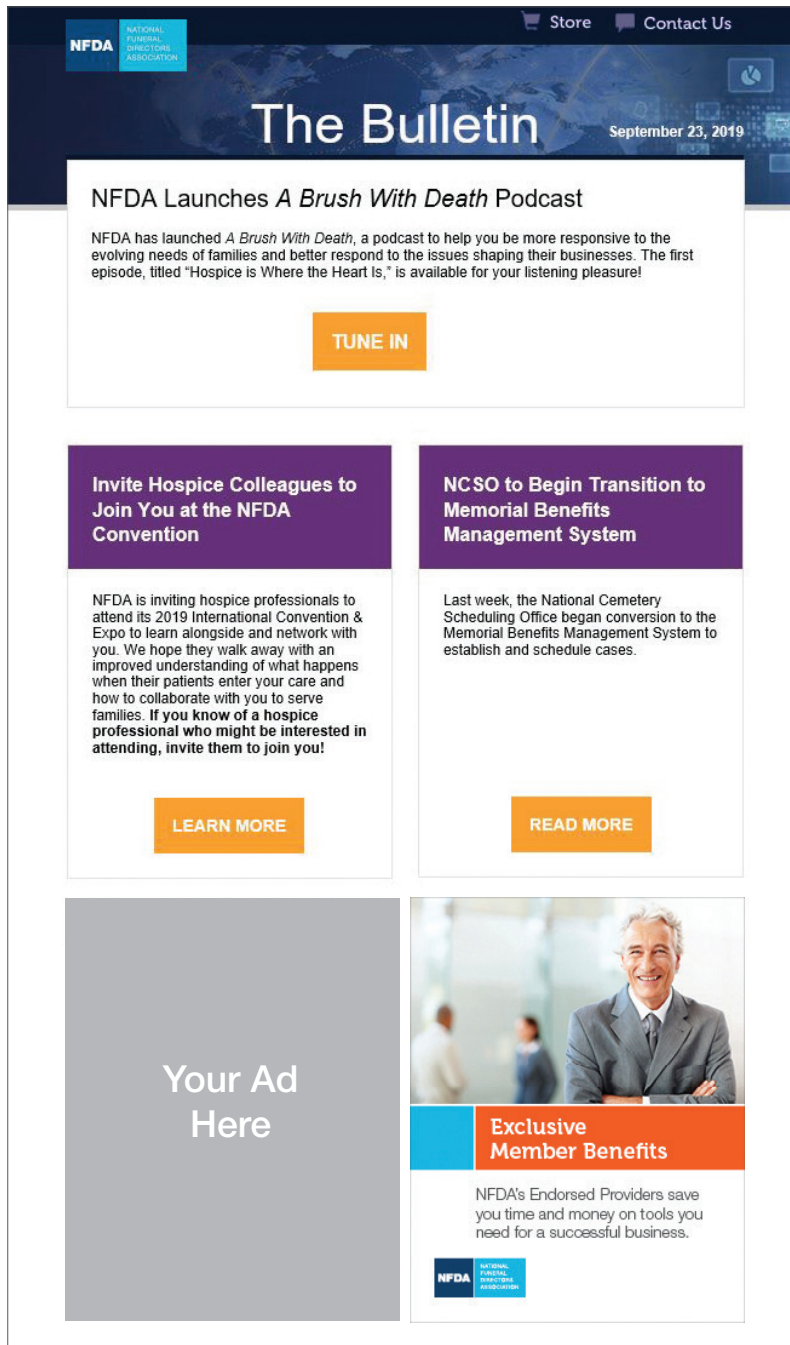 Store
Contact Us
NFDA
NATIONAL
FUNERAL
DIRECTORS
ASSOCIATION
The Bulletin
September 23, 2019
NFDA Launches A Brush With Death Podcast
NFDA has launched A Brush With Death, a podcast to help you be more responsive to the
evolving needs of families and better respond to the issues shaping their businesses. The first
episode, titled “Hospice is Where the Heart Is,” is available for your listening pleasure!
TUNE IN
Invite Hospice Colleagues to
Join You at the NFDA
Convention
NFDA is inviting hospice professionals to
attend its 2019 International Convention &
Expo to learn alongside and network with
you. We hope they walk away with an
improved understanding of what happens
when their patients enter your care and
how to collaborate with you to serve
families. If you know of a hospice
professional who might be interested in
attending, invite them to join you!
LEARN MORE
NCSO to Begin Transition to
Memorial Benefits
Management System
Last week, the National Cemetery
Scheduling Office began conversion to the
Memorial Benefits Management System to
establish and schedule cases.
READ MORE
Your Ad
Here
Exclusive
Member Benefits
NFDA's Endorsed Providers save
you time and money on tools you
need for a successful business.
NFDA
NATIONAL
FUNERAL
DIRECTORS
ASSOCIATION